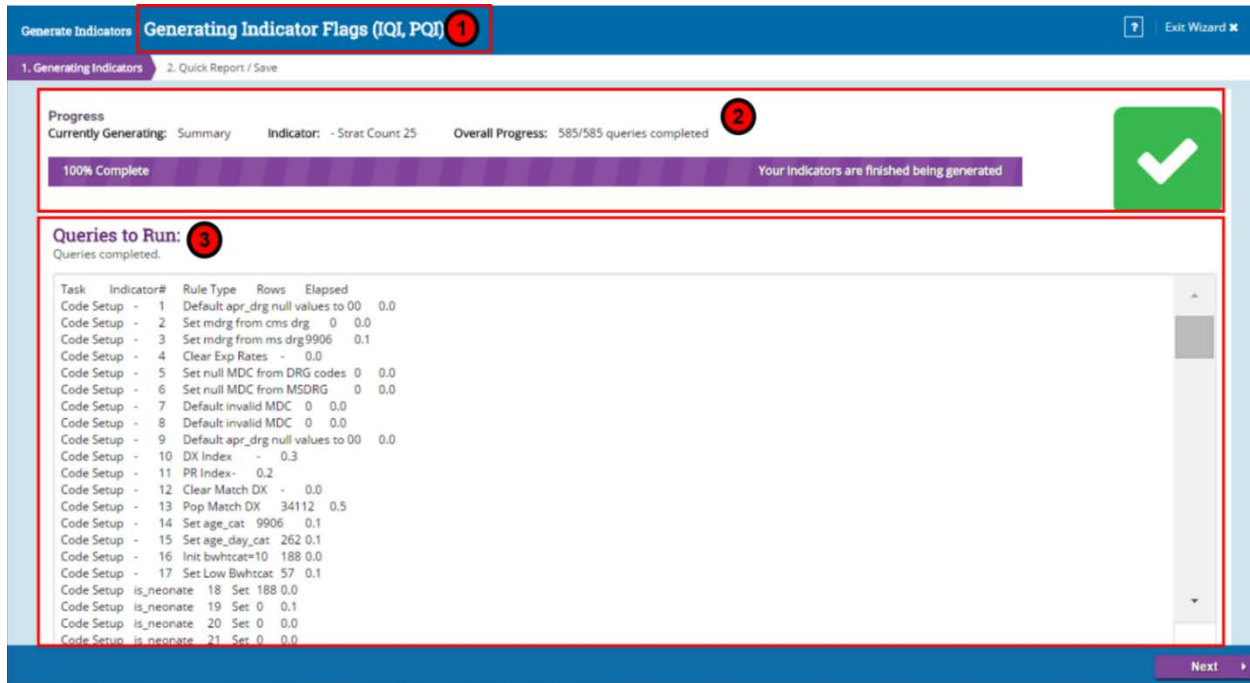 Generate Indicators Generating Indicator Flags (IQI, PQI) 1 ? Exit Wizard ✖
1. Generating Indicators 2. Quick Report / Save
Progress
2
Currently Generating: Summary Indicator: - Strat Count 25 Overall Progress: 585/585 queries completed
100% Complete Your indicators are finished being generated
Queries to Run: 3
Queries completed.
Task Indicator# Rule Type Rows Elapsed
Code Setup - 1 Default apr_drg null values to 00 0.0
Code Setup - 2 Set mdrg from cms drg 0 0.0
Code Setup - 3 Set mdrg from ms drg9906 0.1
Code Setup - 4 Clear Exp Rates - 0.0
Code Setup - 5 Set null MDC from DRG codes 0 0.0
Code Setup - 6 Set null MDC from MSDRG 0 0.0
Code Setup - 7 Default invalid MDC 0 0.0
Code Setup - 8 Default invalid MDC 0 0.0
Code Setup - 9 Default apr_drg null values to 00 0.0
Code Setup - 10 DX Index - 0.3
Code Setup - 11 PR Index- 0.2
Code Setup - 12 Clear Match DX - 0.0
Code Setup - 13 Pop Match DX 34112 0.5
Code Setup - 14 Set age_cat 9906 0.1
Code Setup - 15 Set age_day_cat 262 0.1
Code Setup - 16 Init bwhtcat=10 188 0.0
Code Setup - 17 Set Low Bwhtcat 57 0.1
Code Setup is_neonate 18 Set 188 0.0
Code Setup is_neonate 19 Set 0 0.1
Code Setup is_neonate 20 Set 0 0.0
Code Setup is_neonate 21 Set 0 0.0
Next